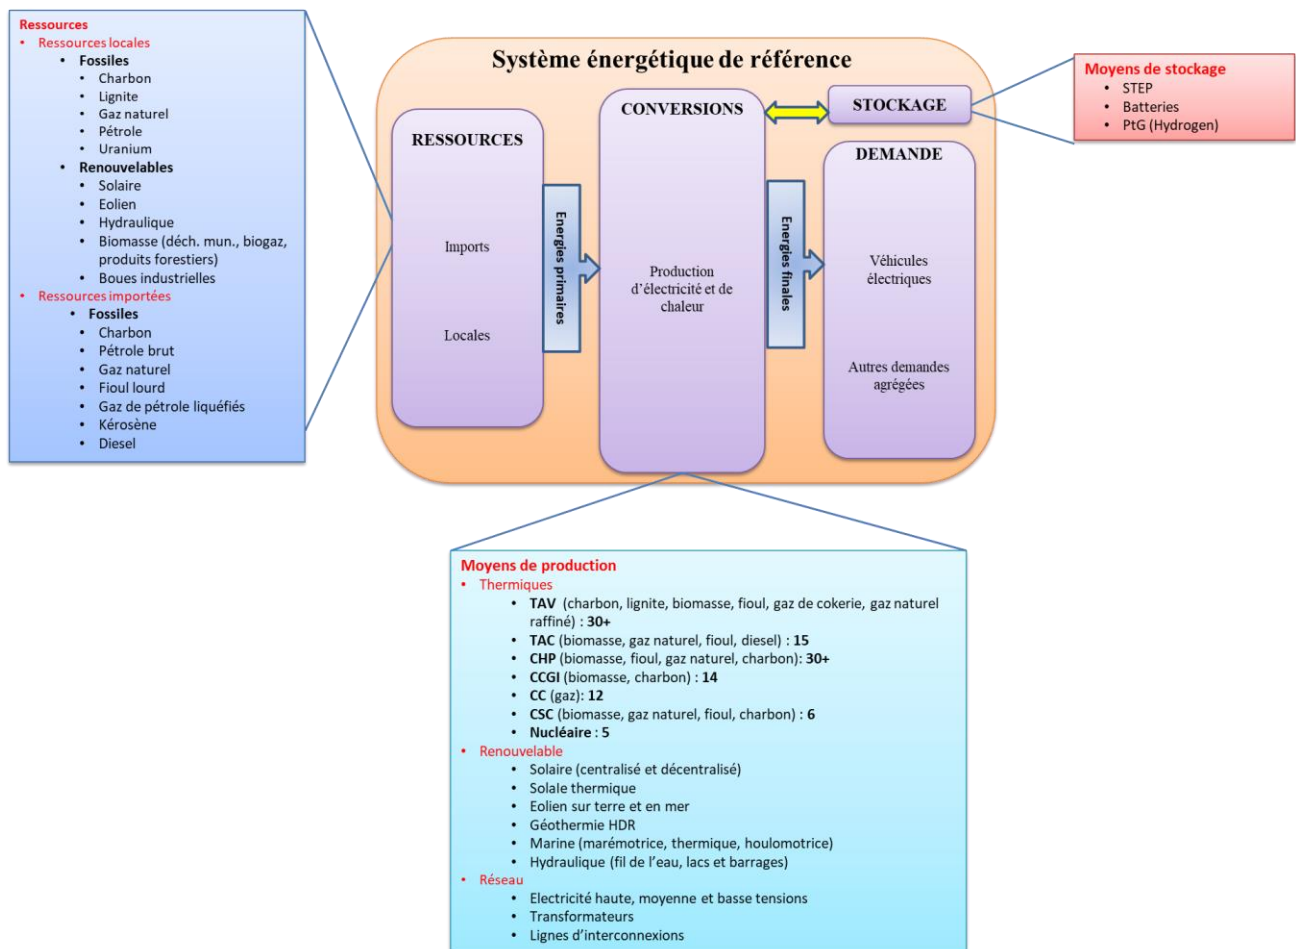 Ressources
• Ressources locales
• Fossiles
• Charbon
• Lignite
• Gaz naturel
• Pétrole
• Uranium
• Renouvelables
• Solaire
• Eolien
• Hydraulique
• Biomasse (déch. mun., biogaz,
produits forestiers)
• Boues industrielles
• Ressources importées
• Fossiles
• Charbon
• Pétrole brut
• Gaz naturel
• Fioul lourd
• Gaz de pétrole liquéfiés
• Kérosène
• Diesel
Système énergétique de référence
RESSOURCES
Imports
Locales
Energies primaires
CONVERSIONS
Production
d’électricité et de
chaleur
Energies finales
STOCKAGE
DEMANDE
Véhicules
électriques
Autres demandes
agrégées
Moyens de stockage
• STEP
• Batteries
• PtG (Hydrogen)
Moyens de production
• Thermiques
• TAV (charbon, lignite, biomasse, fioul, gaz de cokerie, gaz naturel
raffiné) : 30+
• TAC (biomasse, gaz naturel, fioul, diesel) : 15
• CHP (biomasse, fioul, gaz naturel, charbon): 30+
• CCGI (biomasse, charbon) : 14
• CC (gaz): 12
• CSC (biomasse, gaz naturel, fioul, charbon) : 6
• Nucléaire : 5
• Renouvelable
• Solaire (centralisé et décentralisé)
• Solale thermique
• Eolien sur terre et en mer
• Géothermie HDR
• Marine (marémotrice, thermique, houlomotrice)
• Hydraulique (fil de l’eau, lacs et barrages)
• Réseau
• Electricité haute, moyenne et basse tensions
• Transformateurs
• Lignes d’interconnexions